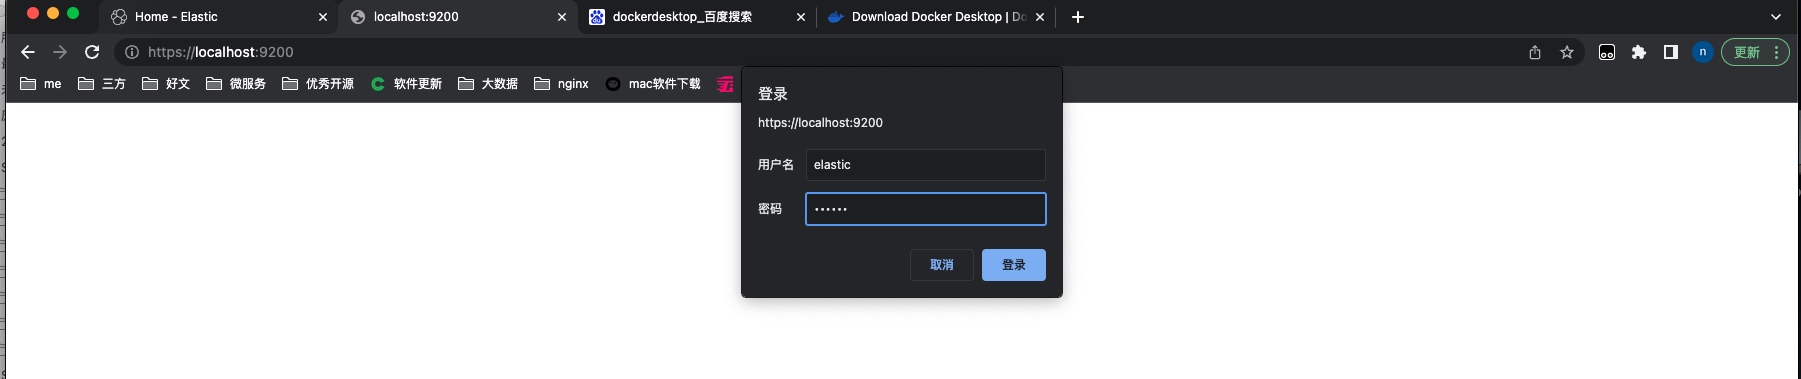 Home - Elastic
localhost:9200
dockerdesktop_百度搜索
Download Docker Desktop | Do
https://localhost:9200
n
更新
me
三方
好文
微服务
优秀开源
软件更新
大数据
nginx
mac软件下载
登录
https://localhost:9200
用户名
elastic
密码
••••••
取消
登录